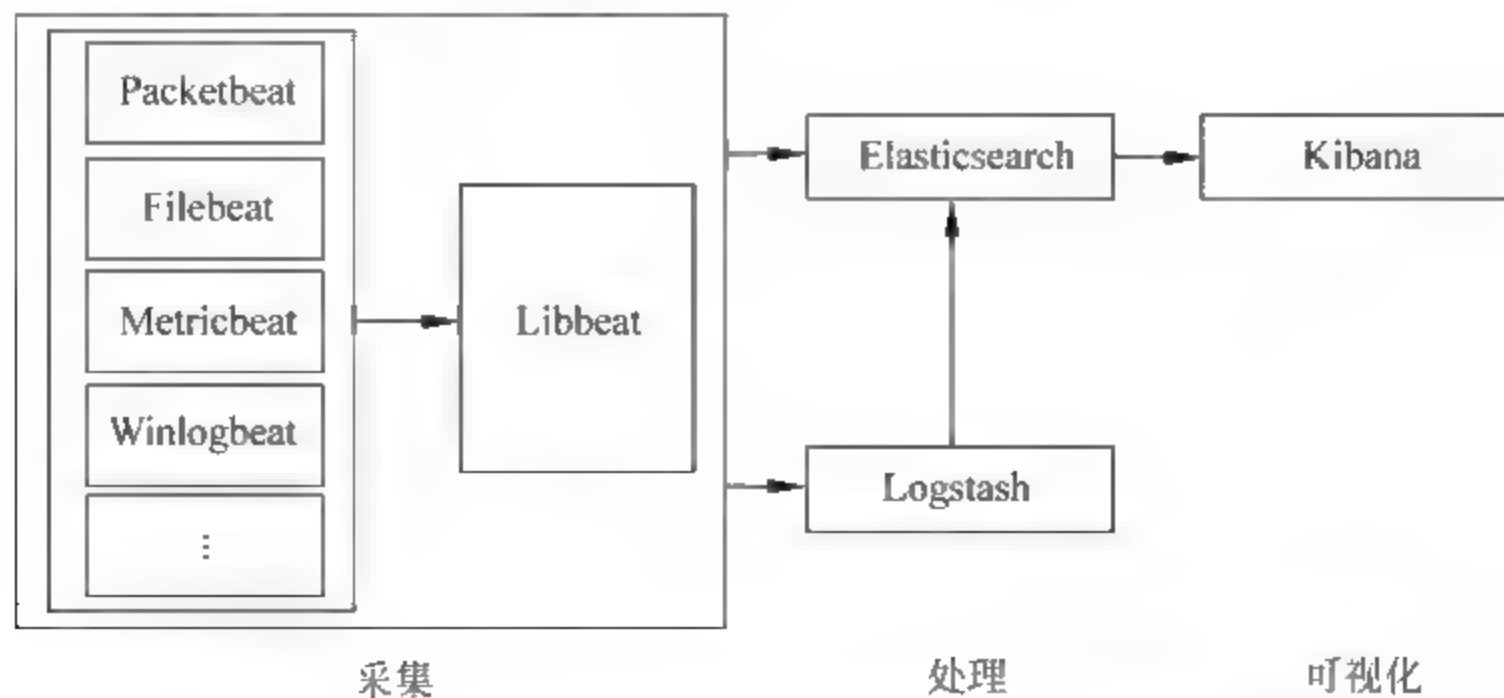 Packetbeat
Filebeat
Metricbeat
Winlogbeat
⋮
Libbeat
Elasticsearch
Logstash
Kibana
采集
处理
可视化